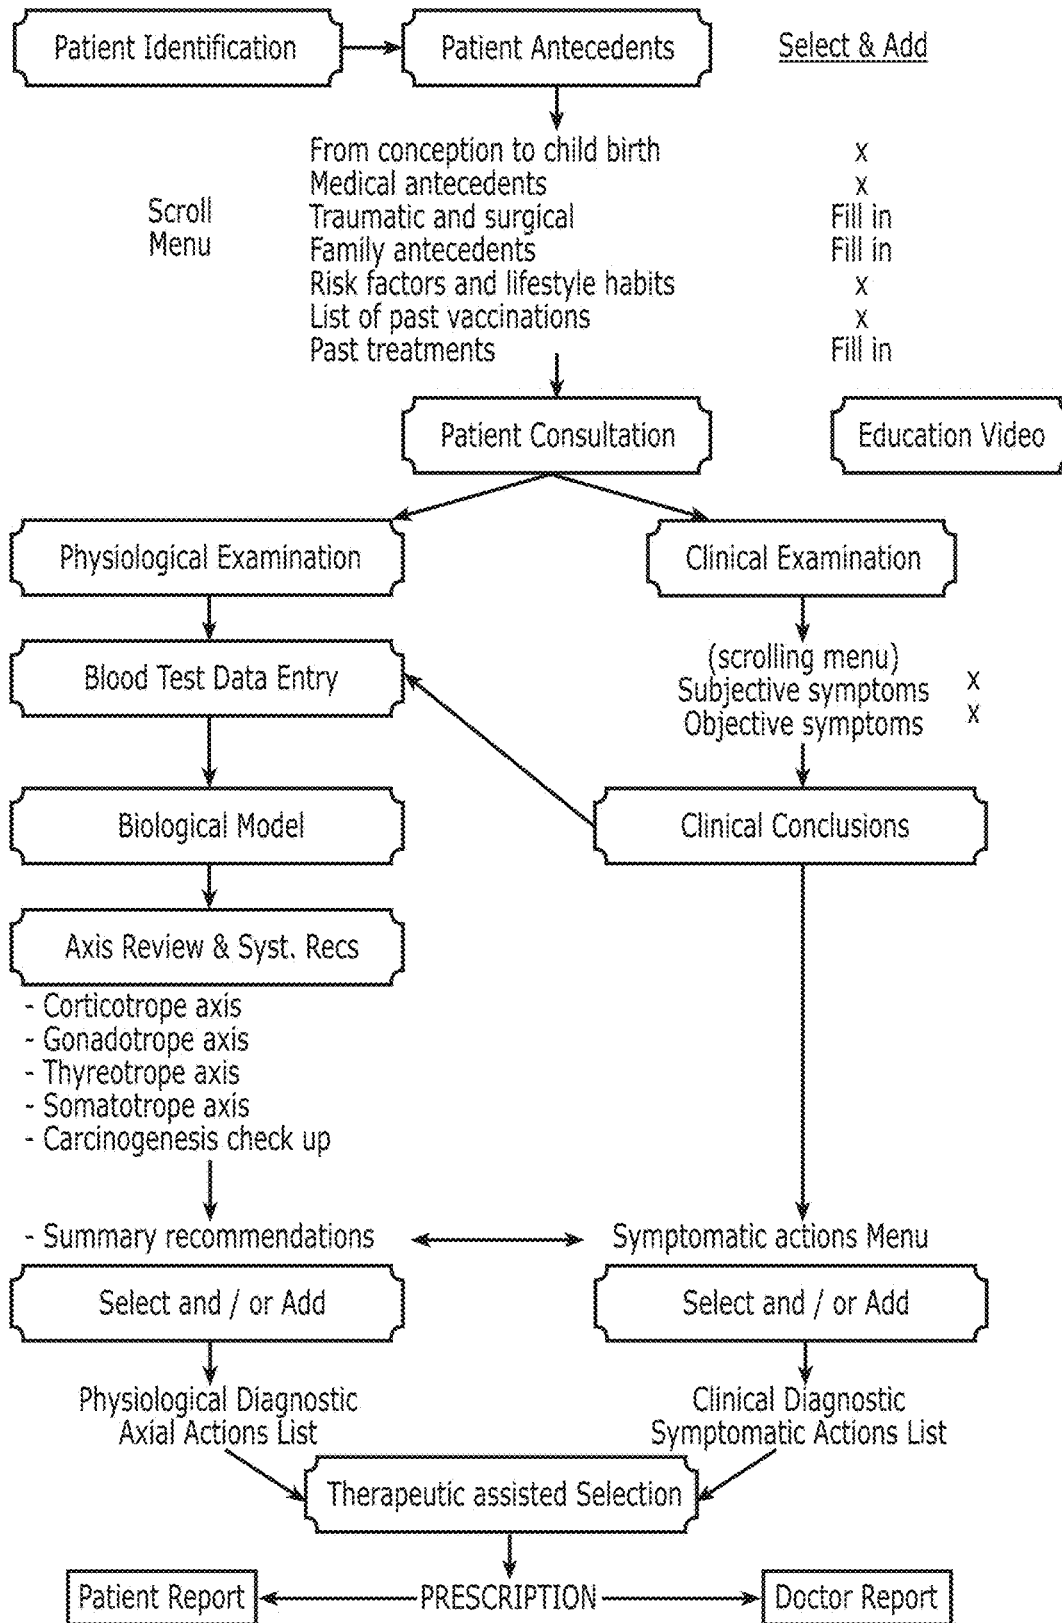 Patient Identification
Patient Antecedents
Select & Add
From conception to child birth x
Medical antecedents x
Scroll
Menu
Traumatic and surgical Fill in
Family antecedents Fill in
Risk factors and lifestyle habits x
List of past vaccinations x
Past treatments Fill in
Patient Consultation
Education Video
Physiological Examination
Clinical Examination
Blood Test Data Entry
(scrolling menu)
Subjective symptoms x
Objective symptoms x
Biological Model
Clinical Conclusions
Axis Review & Syst. Recs
- Corticotrope axis
- Gonadotrope axis
- Thyreotrope axis
- Somatotrope axis
- Carcinogenesis check up
- Summary recommendations
Symptomatic actions Menu
Select and / or Add
Select and / or Add
Physiological Diagnostic
Axial Actions List
Clinical Diagnostic
Symptomatic Actions List
Therapeutic assisted Selection
Patient Report
PRESCRIPTION
Doctor Report